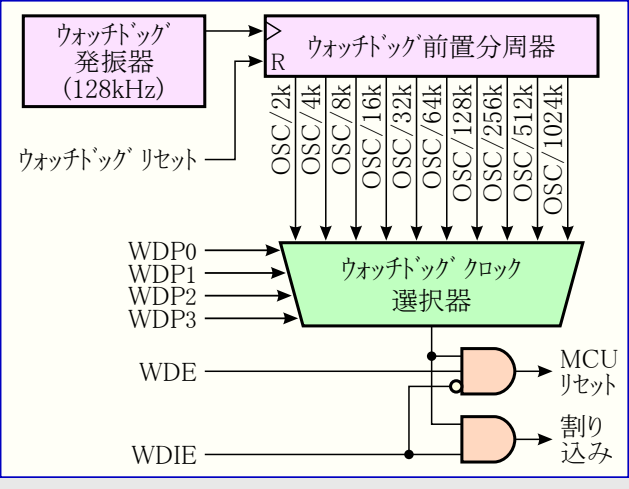 ウォッチドッグ
発振器
(128kHz)
R
ウォッチドッグ前置分周器
ウォッチドッグ リセット
OSC/2k
OSC/4k
OSC/8k
OSC/16k
OSC/32k
OSC/64k
OSC/128k
OSC/256k
OSC/512k
OSC/1024k
WDP0
WDP1
WDP2
WDP3
ウォッチドッグ クロック
選択器
WDE
MCU
リセット
WDIE
割り
込み